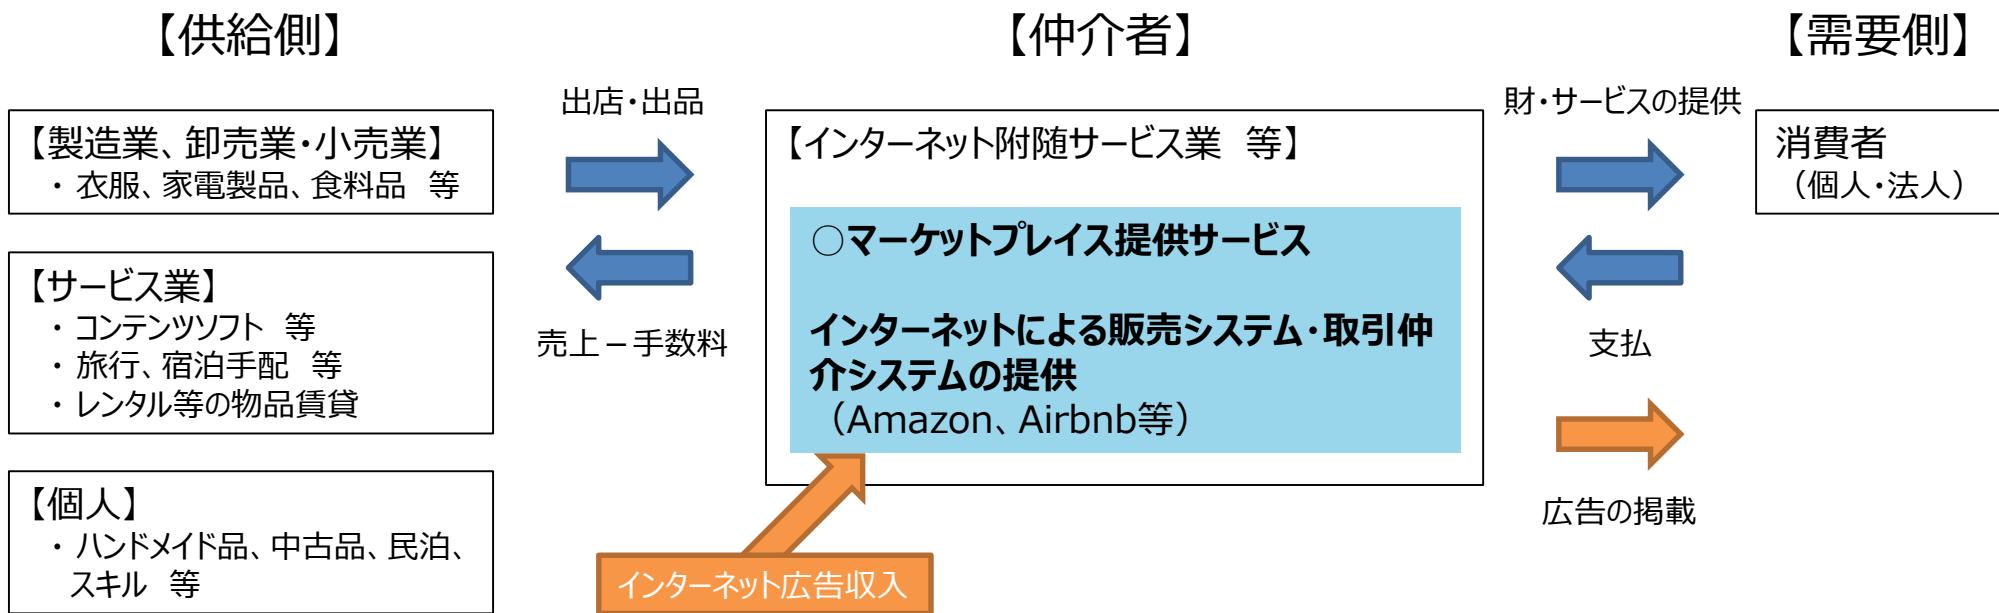 【供給側】
【仲介者】
【需要側】
【製造業、卸売業・小売業】
・ 衣服、家電製品、食料品　等
【サービス業】
・ コンテンツソフト　等
・ 旅行、宿泊手配　等
・ レンタル等の物品賃貸
【個人】
・ ハンドメイド品、中古品、民泊、
スキル　等
出店・出品
売上－手数料
【インターネット附随サービス業　等】
○マーケットプレイス提供サービス
インターネットによる販売システム・取引仲
介システムの提供
（Amazon、Airbnb等）
インターネット広告収入
財・サービスの提供
支払
広告の掲載
消費者
（個人・法人）